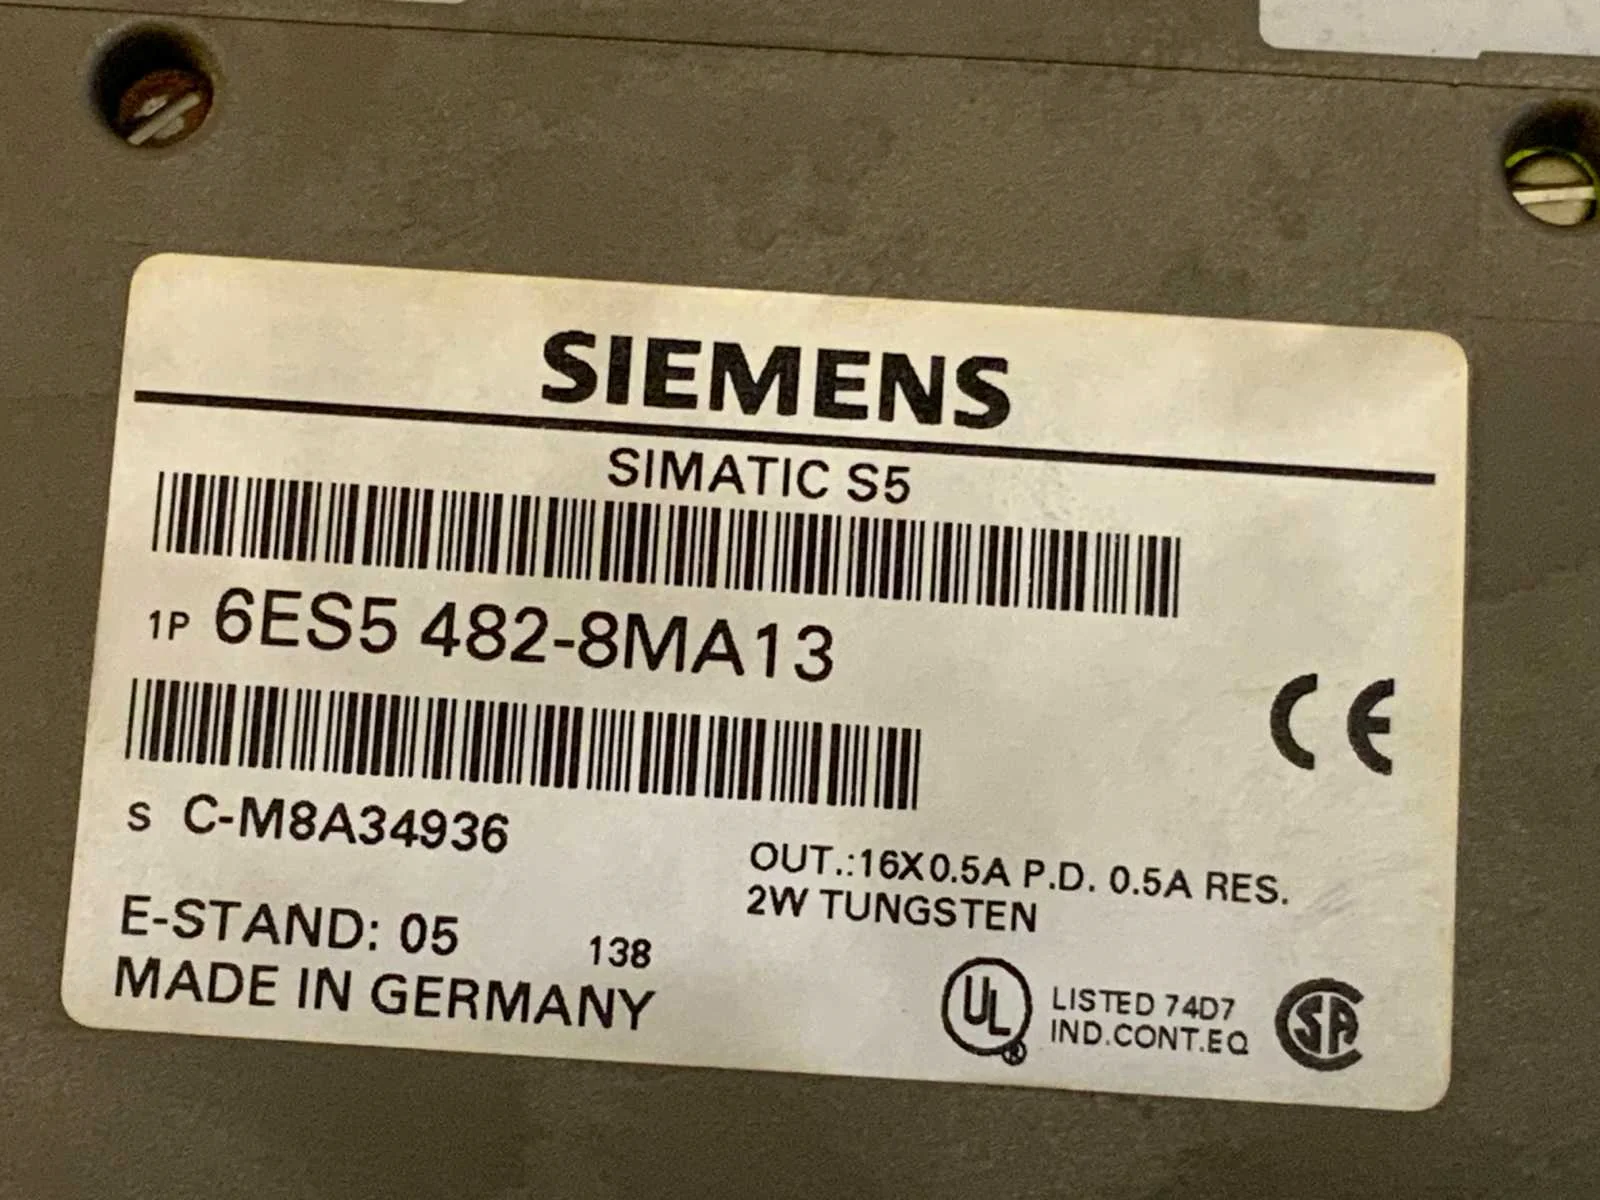 SIEMENS
SIMATIC S5
1P 6ES5 482-8MA13
S C-M8A34936
OUT.:16X0.5A P.D. 0.5A RES.
2W TUNGSTEN
E-STAND: 05 138
MADE IN GERMANY
CE
UL ® LISTED 74D7
IND.CONT.EQ
SA